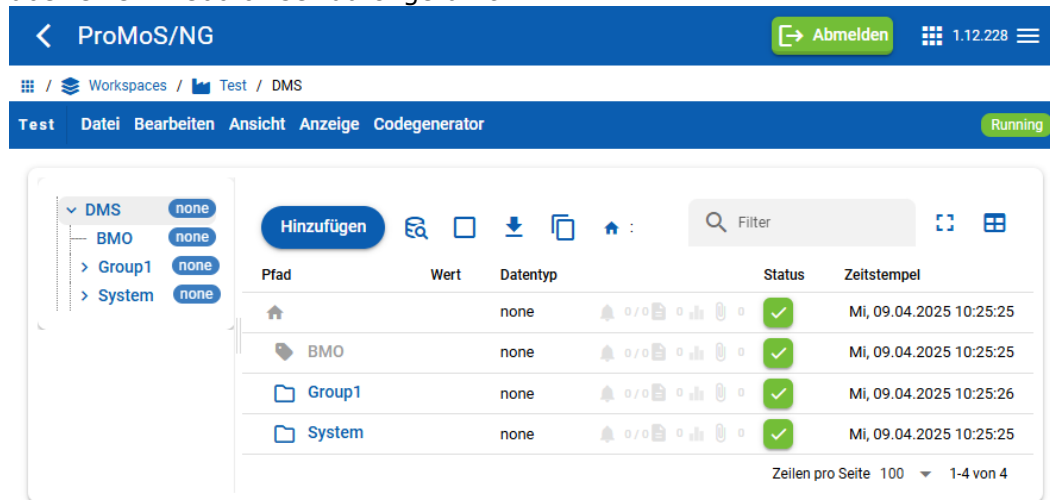 ProMoS/NG Abmelden 1.12.228
/ Workspaces / Test / DMS
Test Datei Bearbeiten Ansicht Anzeige Codegenerator Running
DMS none
BMO none
Group1 none
System none
Hinzufügen : Filter
Pfad Wert Datentyp Status Zeitstempel
none 0/0 0 0 Mi, 09.04.2025 10:25:25
BMO none 0/0 0 0 Mi, 09.04.2025 10:25:25
Group1 none 0/0 0 0 Mi, 09.04.2025 10:25:26
System none 0/0 0 0 Mi, 09.04.2025 10:25:25
Zeilen pro Seite 100 1-4 von 4